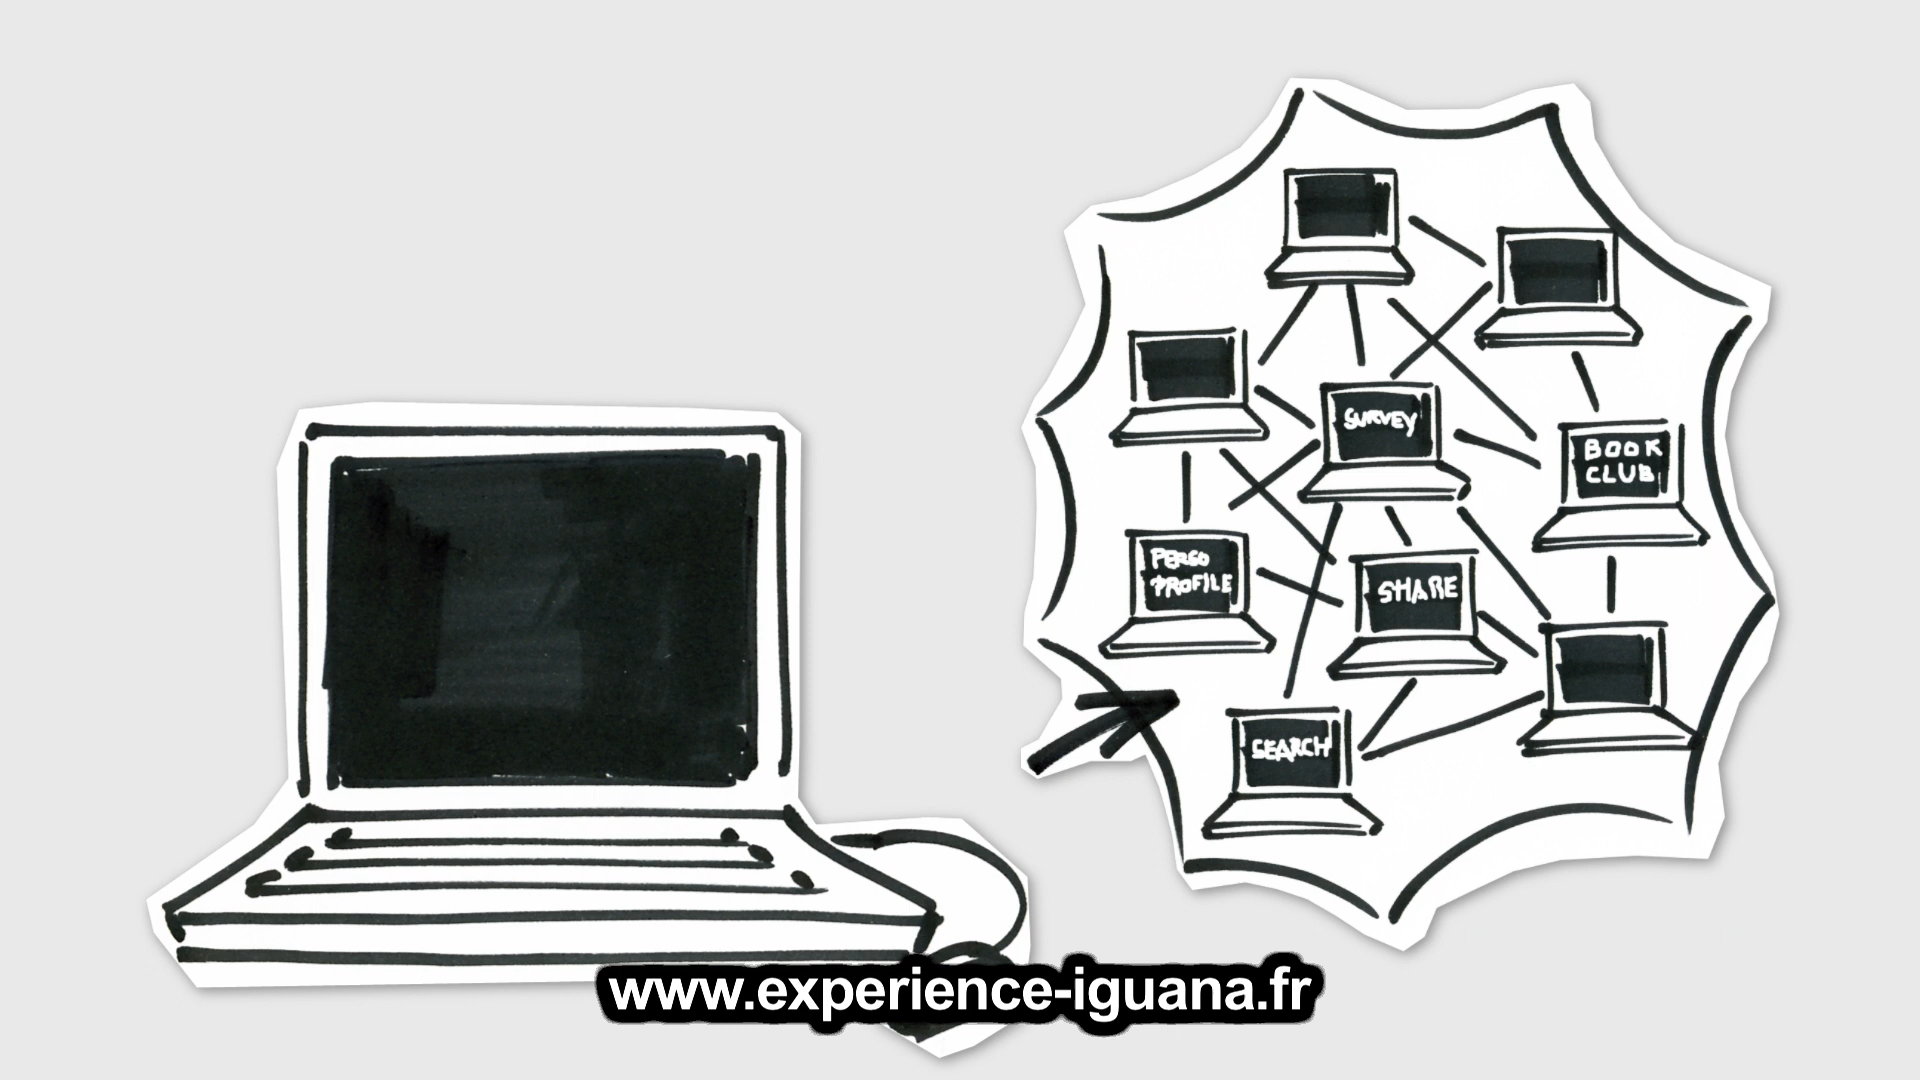 SURVEY
BOOK
CLUB
PERSO
PROFILE
SHARE
SEARCH
www.experience-iguana.fr